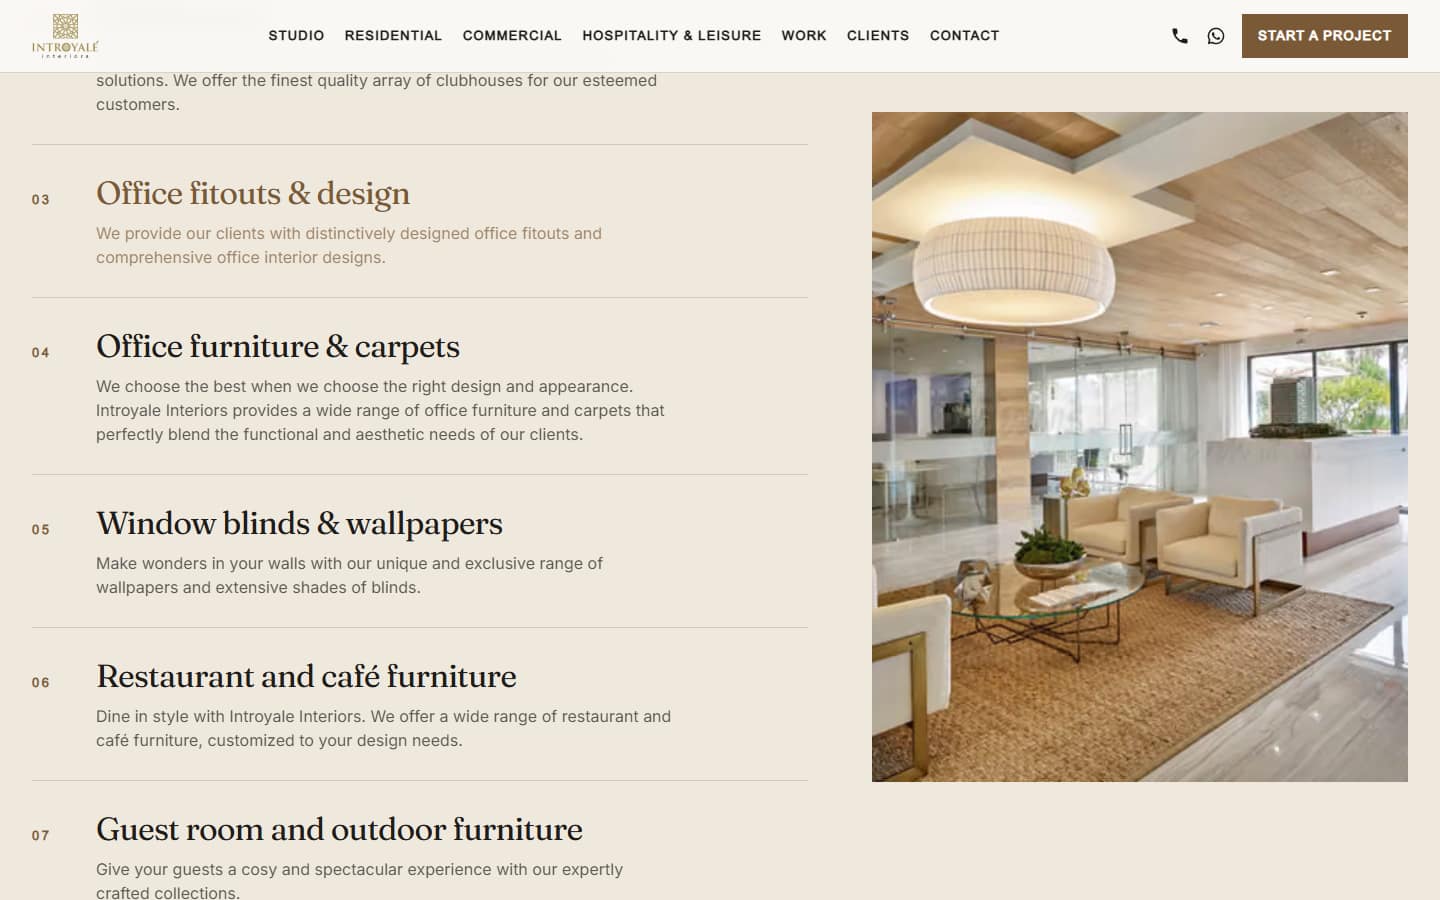 INTROYALÉ
interiors
STUDIO RESIDENTIAL COMMERCIAL HOSPITALITY & LEISURE WORK CLIENTS CONTACT
START A PROJECT
solutions. We offer the finest quality array of clubhouses for our esteemed
customers.
03
Office fitouts & design
We provide our clients with distinctively designed office fitouts and
comprehensive office interior designs.
04
Office furniture & carpets
We choose the best when we choose the right design and appearance.
Introyale Interiors provides a wide range of office furniture and carpets that
perfectly blend the functional and aesthetic needs of our clients.
05
Window blinds & wallpapers
Make wonders in your walls with our unique and exclusive range of
wallpapers and extensive shades of blinds.
06
Restaurant and café furniture
Dine in style with Introyale Interiors. We offer a wide range of restaurant and
café furniture, customized to your design needs.
07
Guest room and outdoor furniture
Give your guests a cosy and spectacular experience with our expertly
crafted collections.